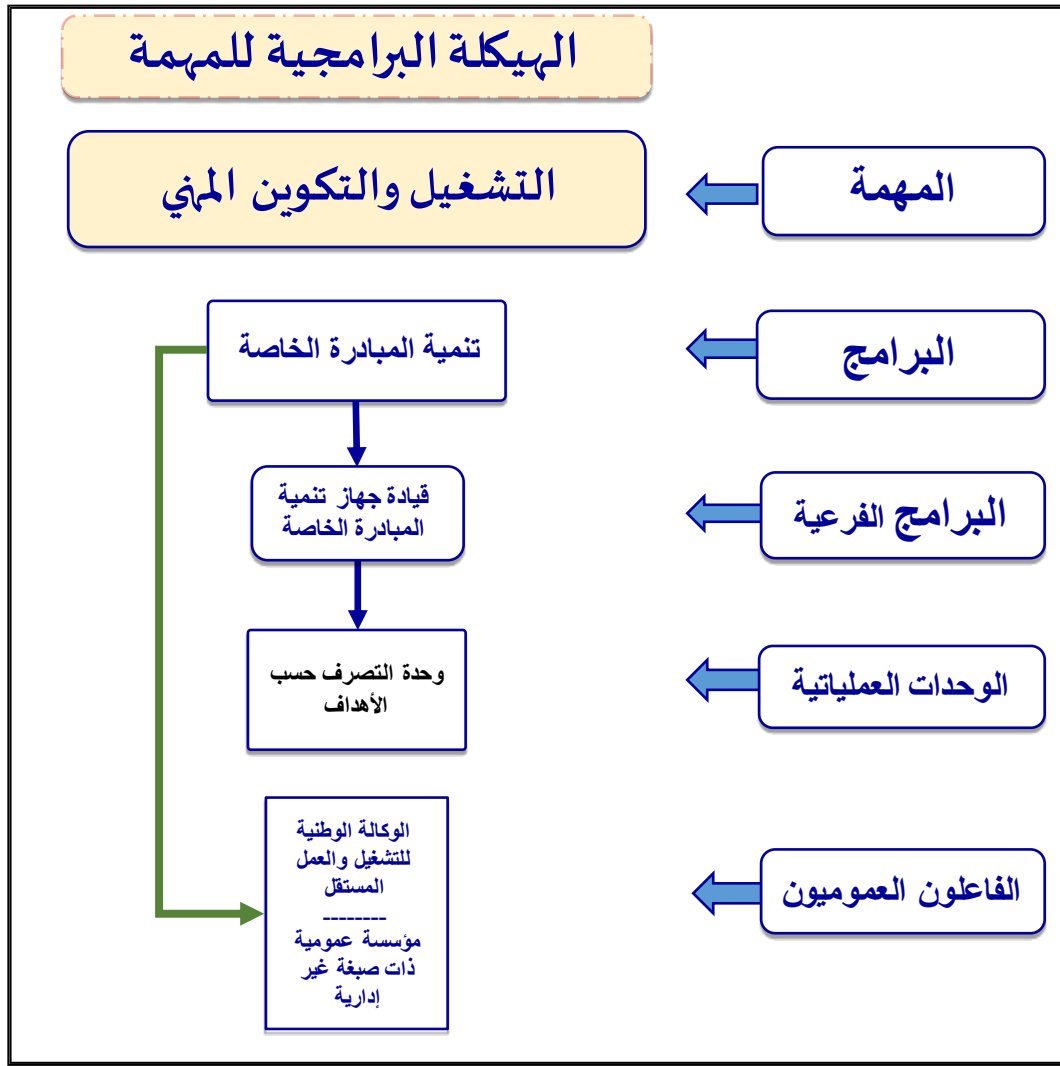 الهيكلة البرامجية للمهمة
المهمة
التشغيل والتكوين المهني
البرامج
تنمية المبادرة الخاصة
البرامج الفرعية
قيادة جهاز تنمية
المبادرة الخاصة
الوحدات العملياتية
وحدة التصرف حسب
الأهداف
الفاعلون العموميون
الوكالة الوطنية
للتشغيل والعمل
المستقل
--------
مؤسسة عمومية
ذات صبغة غير
إدارية